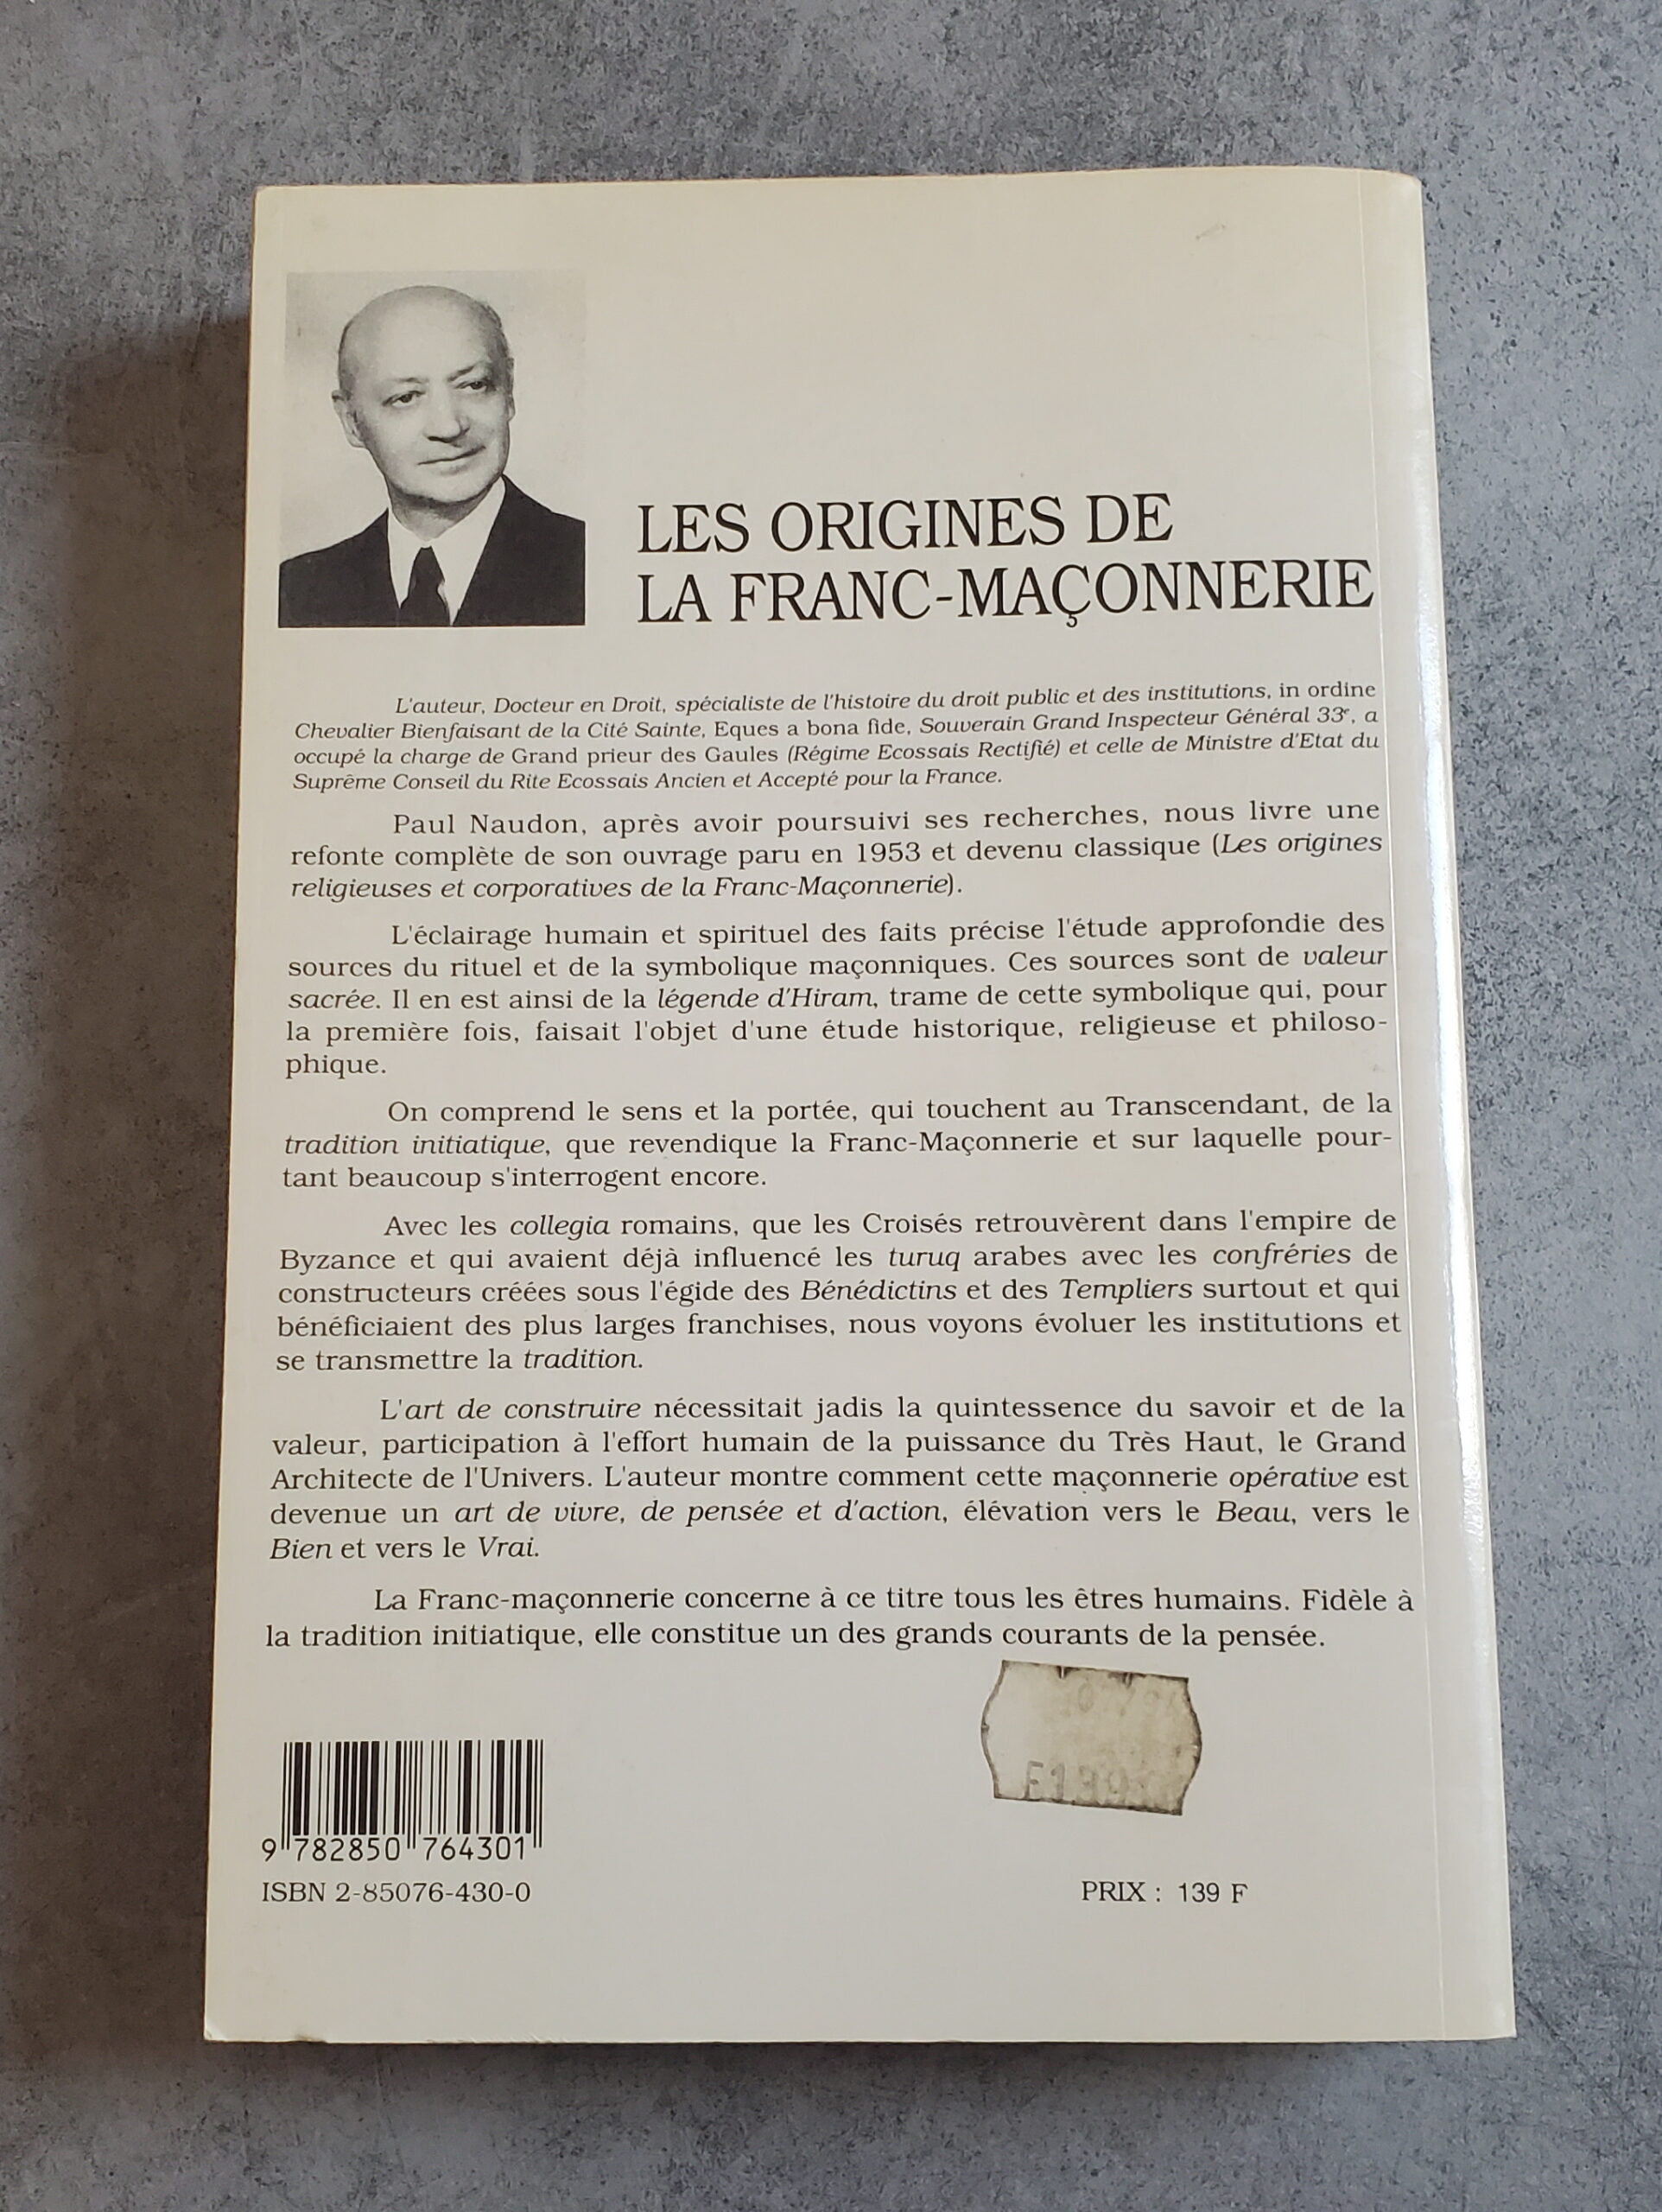 LES ORIGINES DE
LA FRANC-MAÇONNERIE
L'auteur, Docteur en Droit, spécialiste de l'histoire du droit public et des institutions, in ordine
Chevalier Bienfaisant de la Cité Sainte, Eques a bona fide, Souverain Grand Inspecteur Général 33e, a
occupé la charge de Grand prieur des Gaules (Régime Ecossais Rectifié) et celle de Ministre d'Etat du
Suprême Conseil du Rite Ecossais Ancien et Accepté pour la France.
Paul Naudon, après avoir poursuivi ses recherches, nous livre une
refonte complète de son ouvrage paru en 1953 et devenu classique (Les origines
religieuses et corporatives de la Franc-Maçonnerie).
L'éclairage humain et spirituel des faits précise l'étude approfondie des
sources du rituel et de la symbolique maçonniques. Ces sources sont de valeur
sacrée. Il en est ainsi de la légende d'Hiram, trame de cette symbolique qui, pour
la première fois, faisait l'objet d'une étude historique, religieuse et philoso-
phique.
On comprend le sens et la portée, qui touchent au Transcendant, de la
tradition initiatique, que revendique la Franc-Maçonnerie et sur laquelle pour-
tant beaucoup s'interrogent encore.
Avec les collegia romains, que les Croisés retrouvèrent dans l'empire de
Byzance et qui avaient déjà influencé les turuq arabes avec les confréries de
constructeurs créées sous l'égide des Bénédictins et des Templiers surtout et qui
bénéficiaient des plus larges franchises, nous voyons évoluer les institutions et
se transmettre la tradition.
L'art de construire nécessitait jadis la quintessence du savoir et de la
valeur, participation à l'effort humain de la puissance du Très Haut, le Grand
Architecte de l'Univers. L'auteur montre comment cette maçonnerie opérative est
devenue un art de vivre, de pensée et d'action, élévation vers le Beau, vers le
Bien et vers le Vrai.
La Franc-maçonnerie concerne à ce titre tous les êtres humains. Fidèle à
la tradition initiatique, elle constitue un des grands courants de la pensée.
9 782850 764301
ISBN 2-85076-430-0
PRIX : 139 F